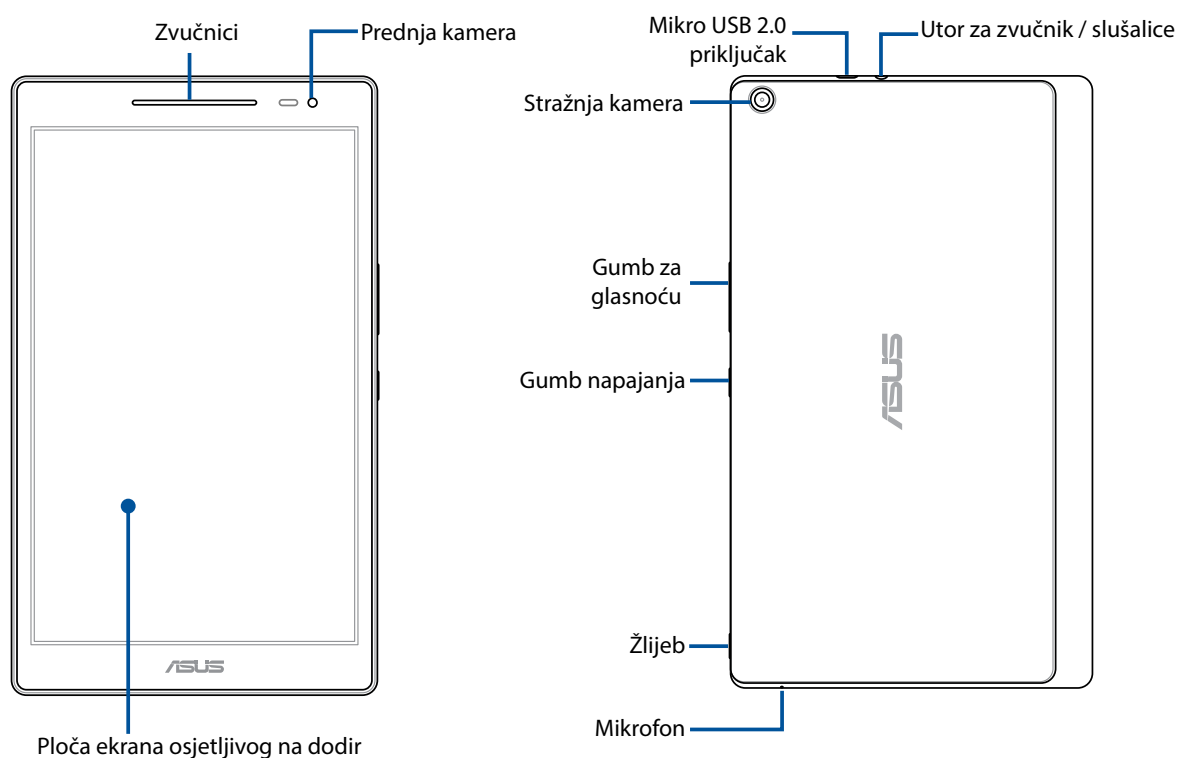 Zvučnici
Prednja kamera
Mikro USB 2.0
priključak
Utor za zvučnik / slušalice
Stražnja kamera
Gumb za
glasnoću
ASUS
Gumb napajanja
Žlijeb
ASUS
Mikrofon
Ploča ekrana osjetljivog na dodir